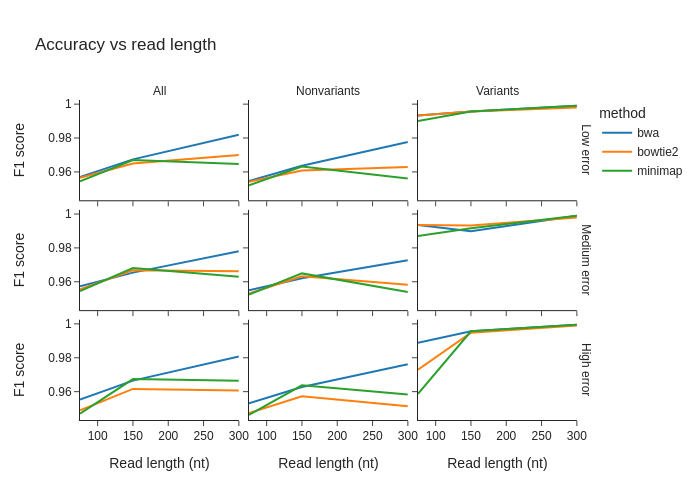 Accuracy vs read length
All
Nonvariants
Variants
method
bwa
bowtie2
minimap
F1 score
1
0.98
0.96
Low error
F1 score
1
0.98
0.96
Medium error
F1 score
1
0.98
0.96
High error
100 150 200 250 300 100 150 200 250 300 100 150 200 250 300
Read length (nt) Read length (nt) Read length (nt)